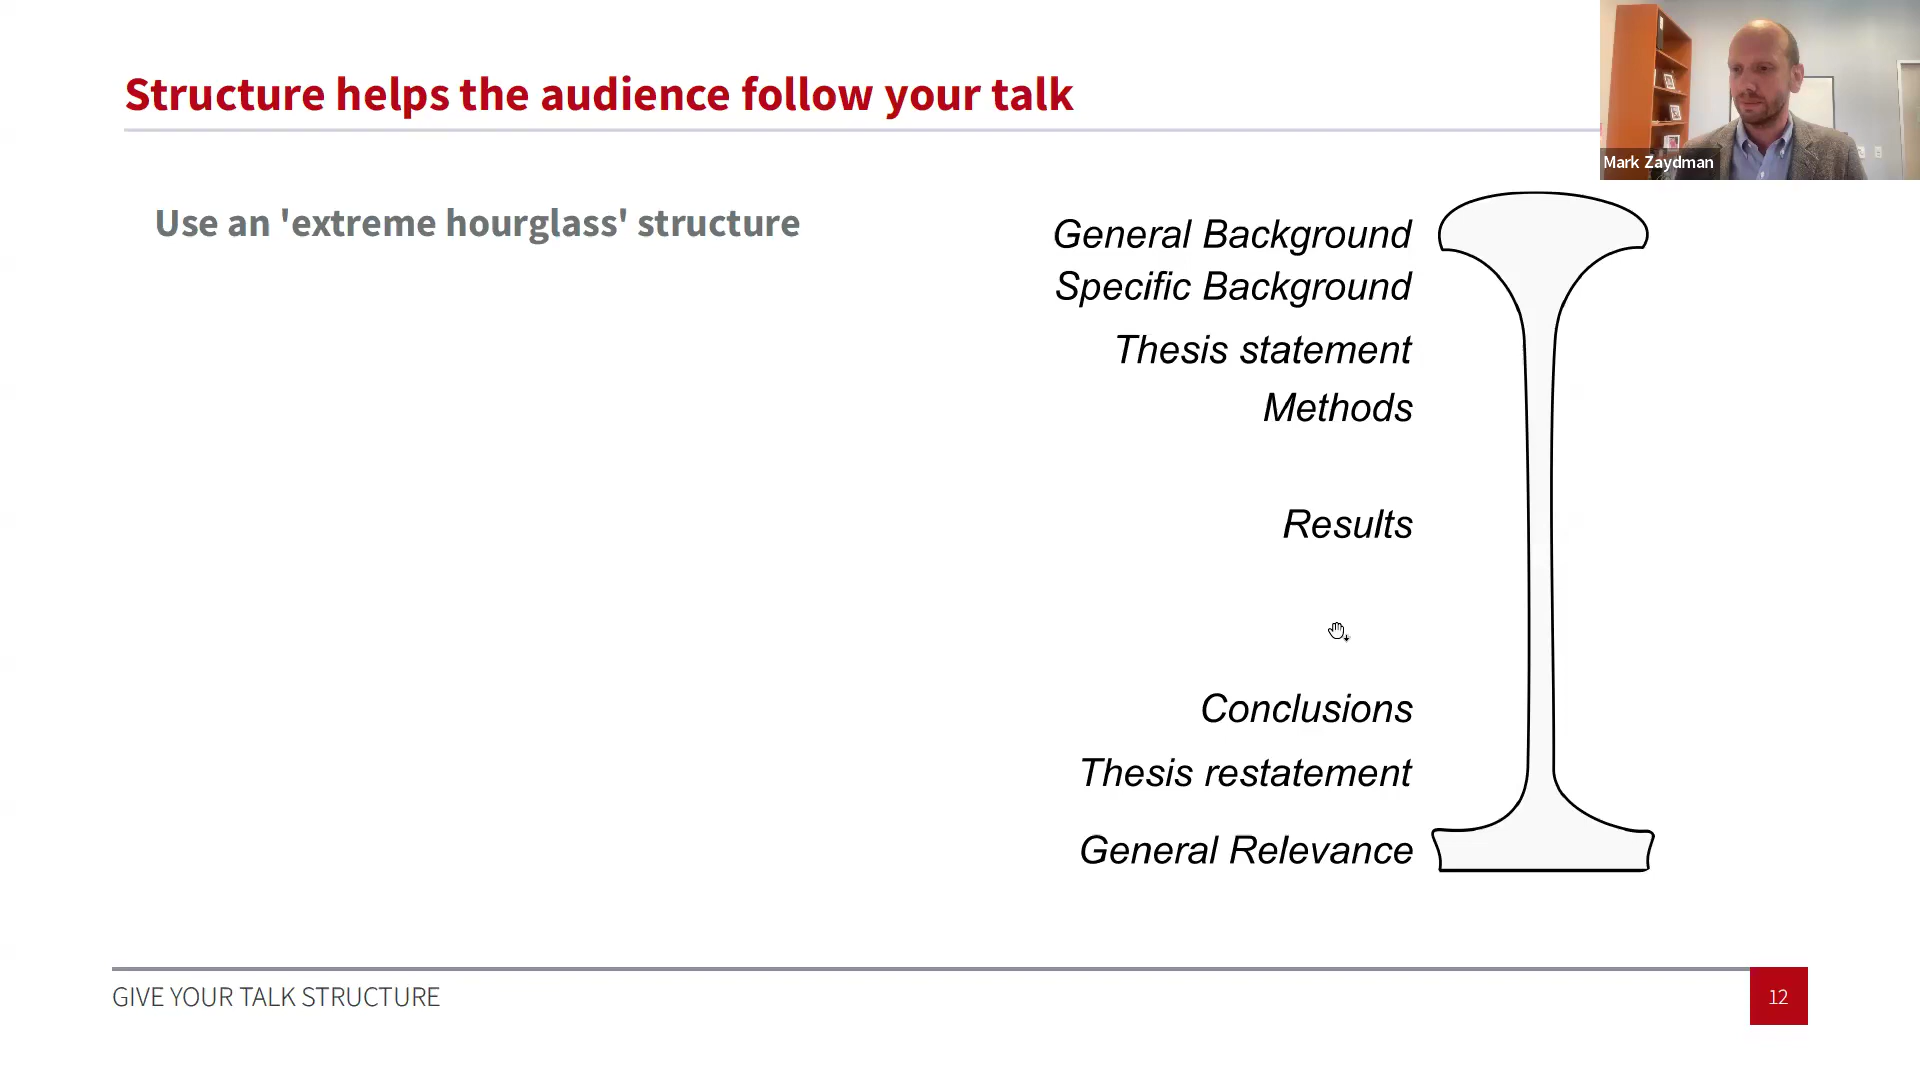 Structure helps the audience follow your talk
Mark Zaydman
Use an 'extreme hourglass' structure
General Background
Specific Background
Thesis statement
Methods
Results
Conclusions
Thesis restatement
General Relevance
GIVE YOUR TALK STRUCTURE
12